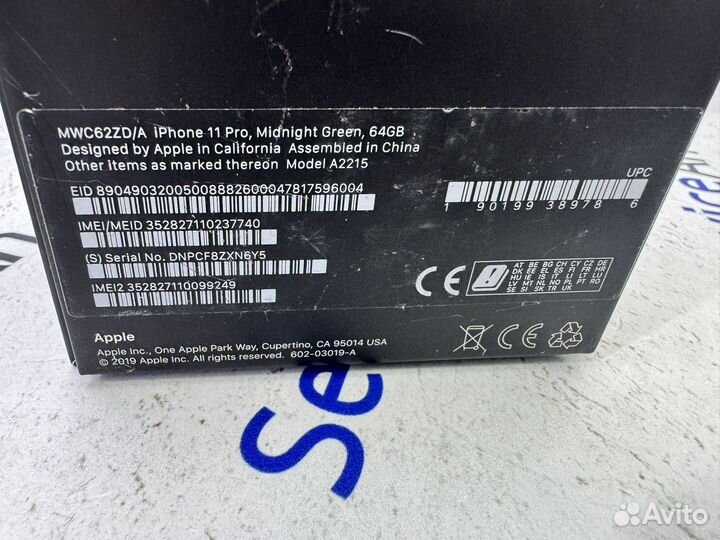 MWC62ZD/A iPhone 11 Pro, Midnight Green, 64GB
Designed by Apple in California Assembled in China
Other items as marked thereon Model A2215
EID 89049032005008882600047817596004
UPC
1 90199 38978 6
IMEI/MEID 352827110237740
(S) Serial No. DNPCF8ZXN6Y5
IMEI2 352827110099249
CE
AT BE BG CH CY CZ DE
DK EE EL ES FI FR HR
HU IE IS IT LI LT LU
LV MT NL NO PL PT RO
SE SI SK TR UK
CE
Apple
Apple Inc., One Apple Park Way, Cupertino, CA 95014 USA
© 2019 Apple Inc. All rights reserved. 602-03019-A
Avito